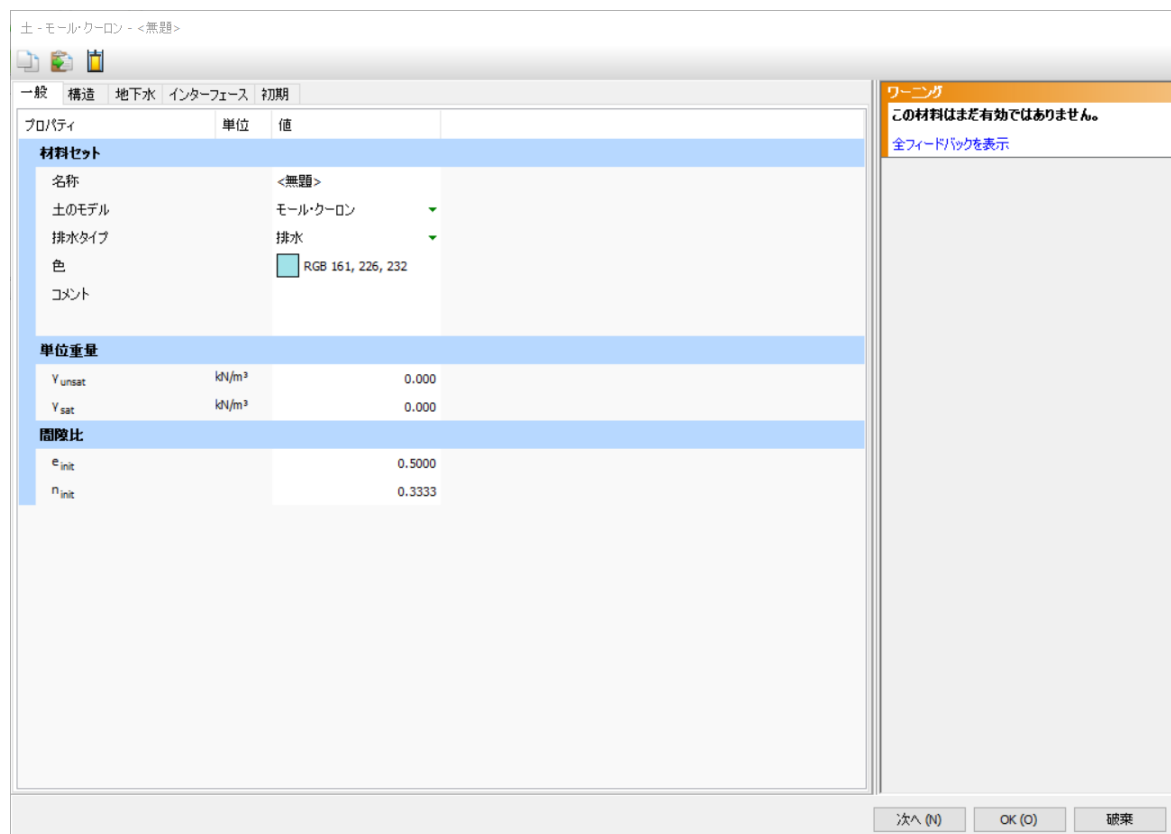 土 - モール・クーロン - <無題>
一般 構造 地下水 インターフェース 初期
プロパティ 単位 値
材料セット
名称 <無題>
土のモデル モール・クーロン
排水タイプ 排水
色 RGB 161, 226, 232
コメント
単位重量
γ unsat kN/m³ 0.000
γ sat kN/m³ 0.000
間隙比
e init 0.5000
n init 0.3333
ワーニング
この材料はまだ有効ではありません。
全フィードバックを表示
次へ (N) OK (O) 破棄